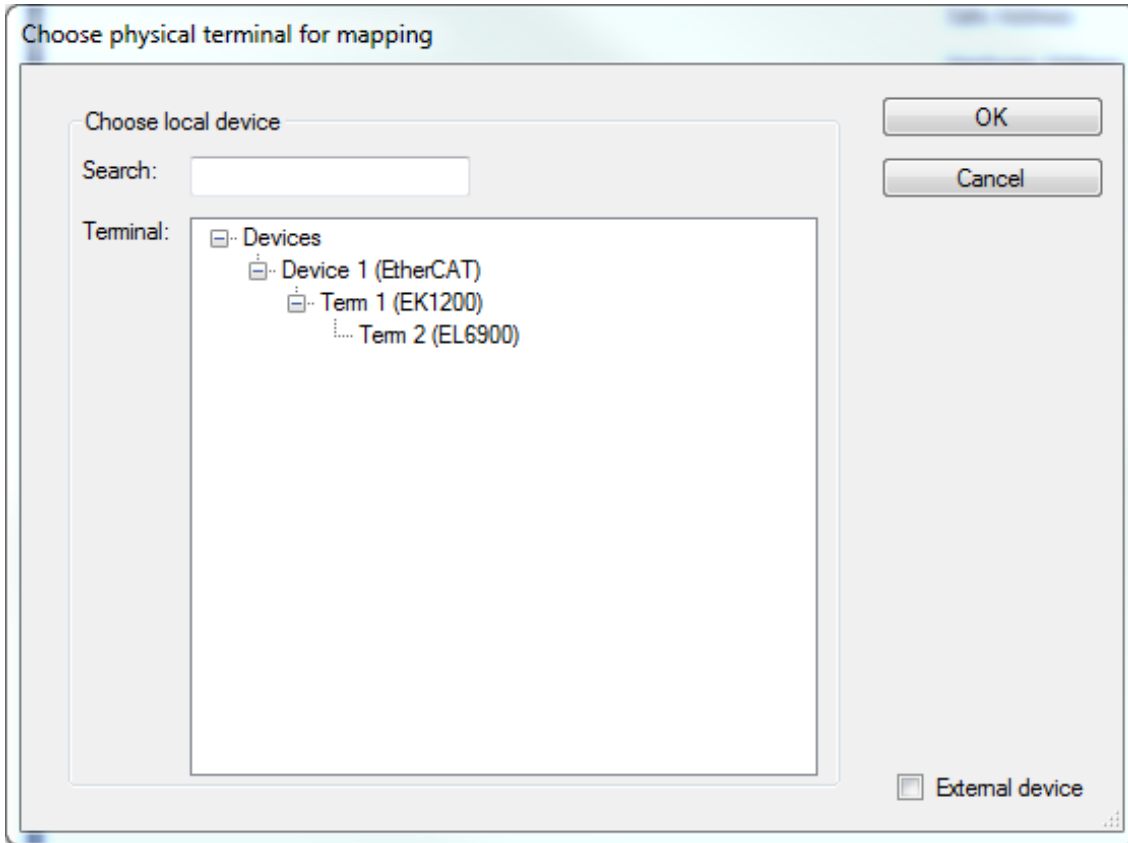 Choose physical terminal for mapping
Choose local device
OK
Search:
Cancel
Terminal:
Devices
Device 1 (EtherCAT)
Term 1 (EK1200)
Term 2 (EL6900)
External device